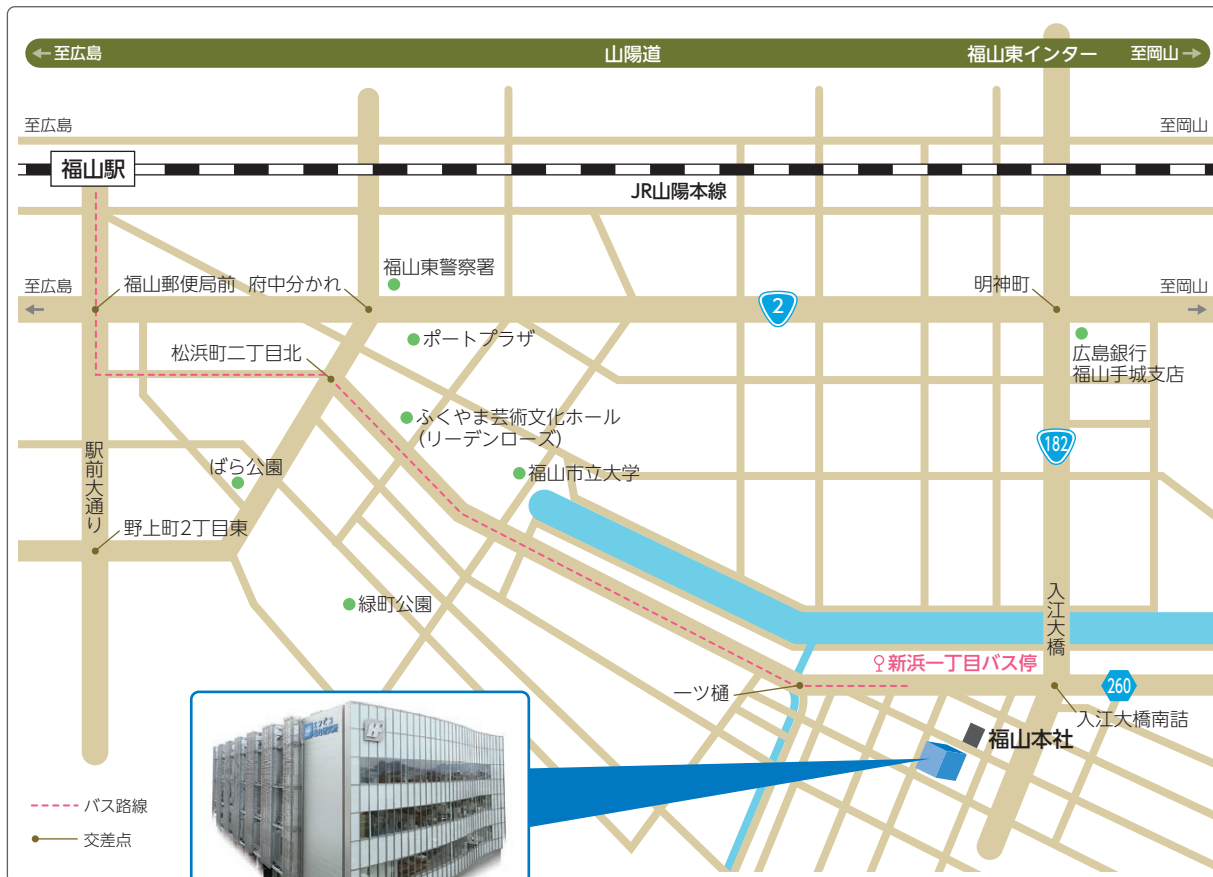 至広島
山陽道
福山東インター
至岡山
至広島
至岡山
福山駅
JR山陽本線
福山東警察署
至広島
福山郵便局前
府中分かれ
2
明神町
至岡山
ポートプラザ
広島銀行
福山手城支店
松浜町二丁目北
ふくやま芸術文化ホール
(リーデンローズ)
182
駅前大通り
ばら公園
福山市立大学
野上町2丁目東
緑町公園
入江大橋
新浜一丁目バス停
一ツ樋
260
入江大橋南詰
福山本社
バス路線
交差点